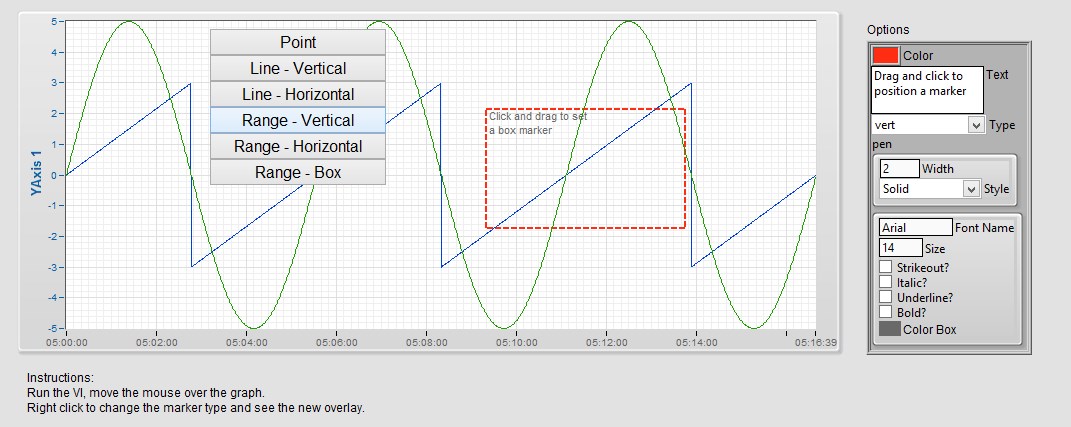 5
4
3
2
1
0
-1
-2
-3
-4
-5
YAxis 1
05:00:00
05:02:00
05:04:00
05:06:00
05:08:00
05:10:00
05:12:00
05:14:00
05:16:39
Point
Line - Vertical
Line - Horizontal
Range - Vertical
Range - Horizontal
Range - Box
Click and drag to set
a box marker
Options
Color
Drag and click to
position a marker
Text
vert
Type
pen
2
Width
Solid
Style
Arial
Font Name
14
Size
Strikeout?
Italic?
Underline?
Bold?
Color Box
Instructions:
Run the VI, move the mouse over the graph.
Right click to change the marker type and see the new overlay.